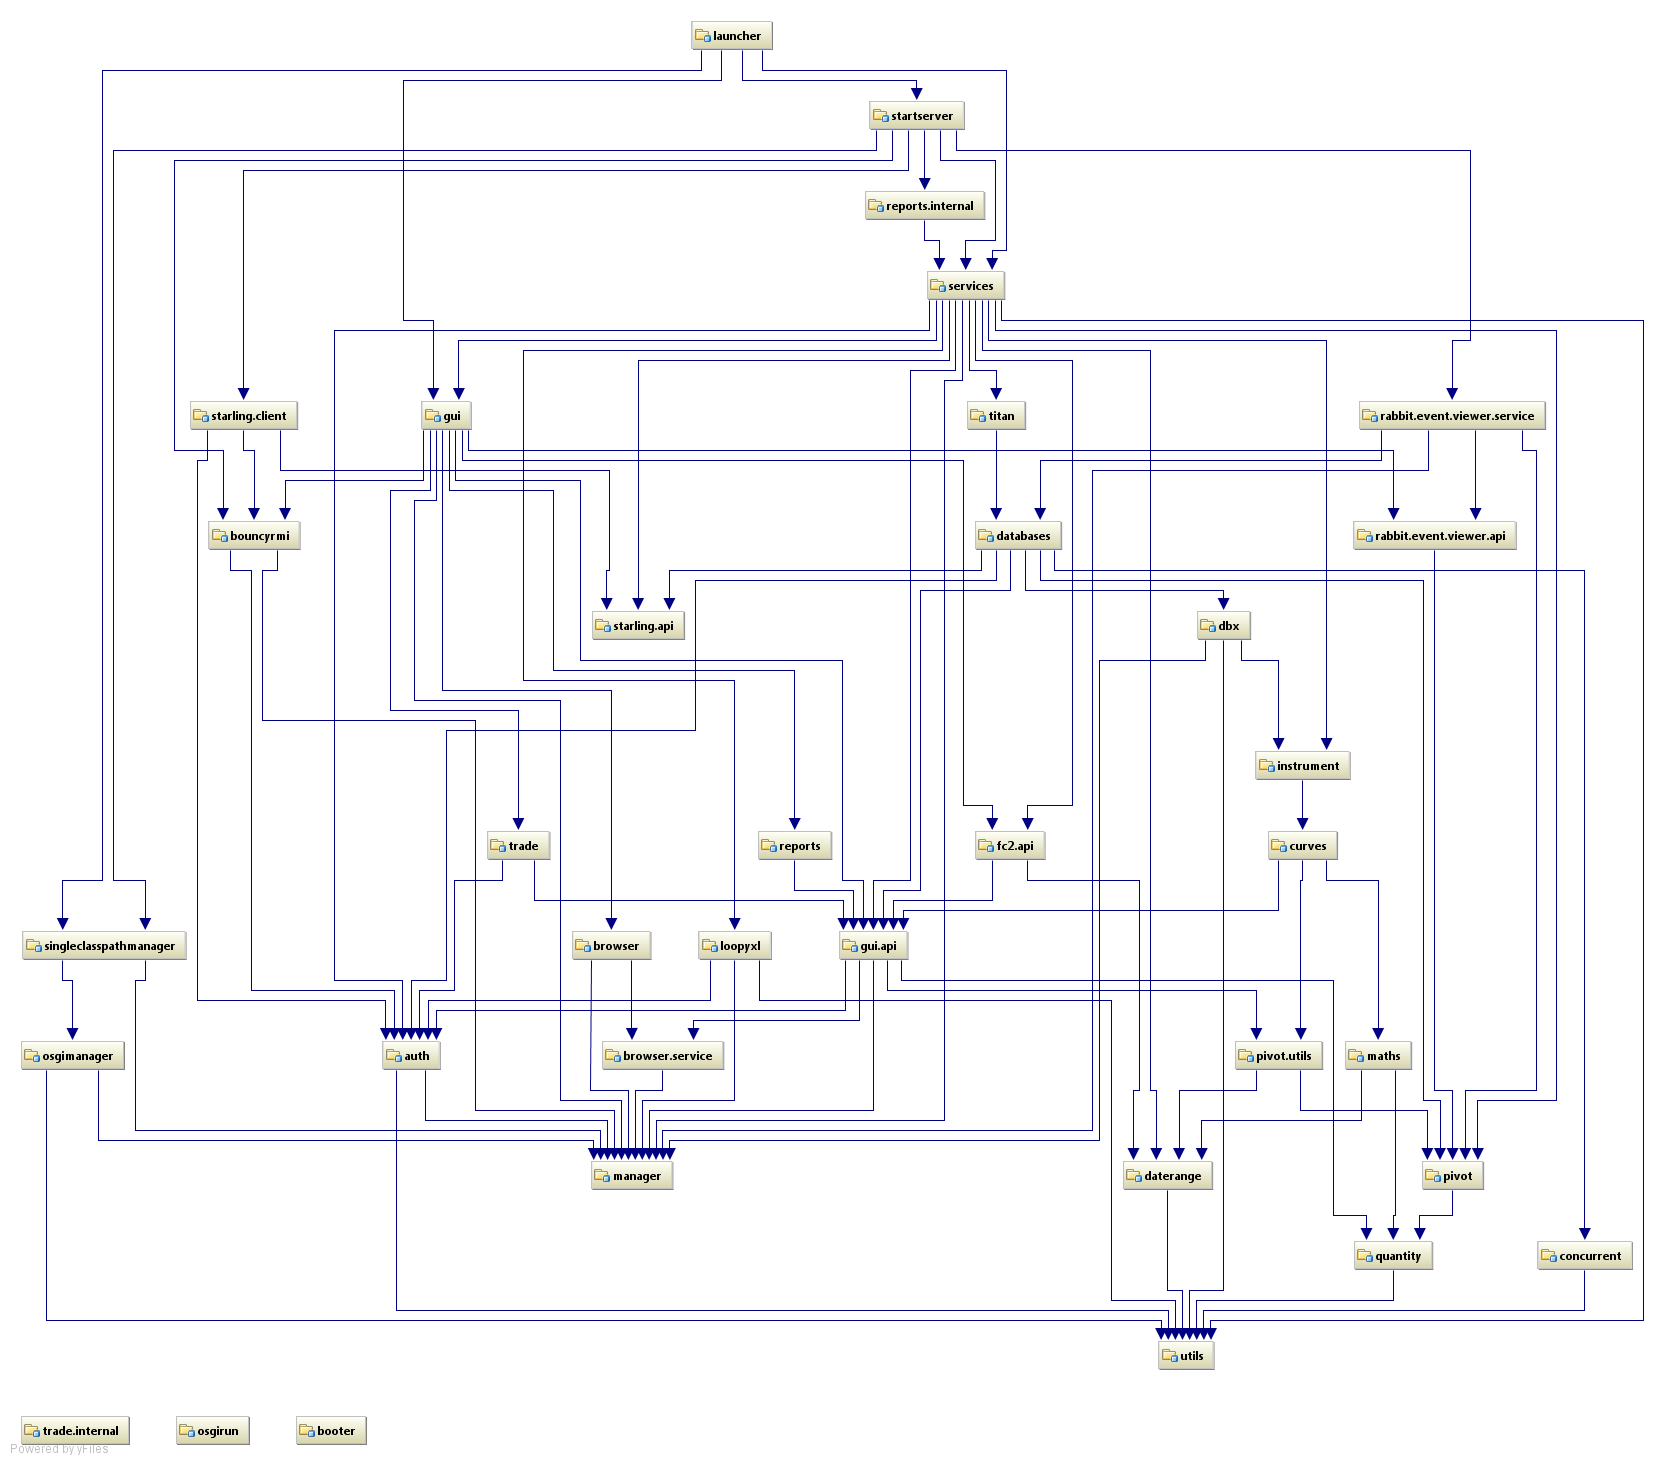 launcher
startserver
reports.internal
services
starling.client
gui
titan
rabbit.event.viewer.service
bouncyrmi
databases
rabbit.event.viewer.api
starling.api
dbx
instrument
trade
reports
fc2.api
curves
singleclasspathmanager
browser
loopyxl
gui.api
osgimanager
auth
browser.service
pivot.utils
maths
manager
daterange
pivot
quantity
concurrent
utils
trade.internal
osgirun
booter
Powered by yFiles